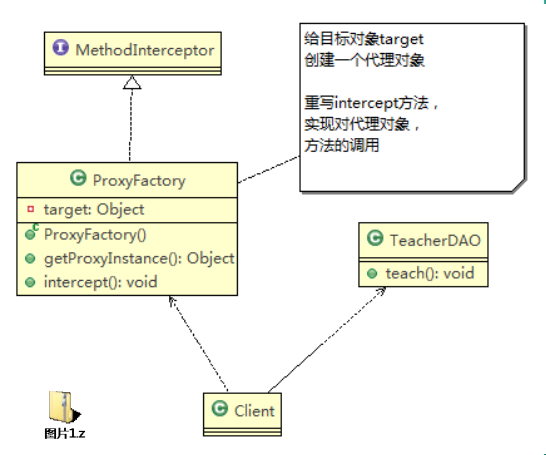 MethodInterceptor
给目标对象target
创建一个代理对象
重写intercept方法，
实现对代理对象，
方法的调用
ProxyFactory
target: Object
ProxyFactory()
getProxyInstance(): Object
intercept(): void
TeacherDAO
teach(): void
Client
图片1.z